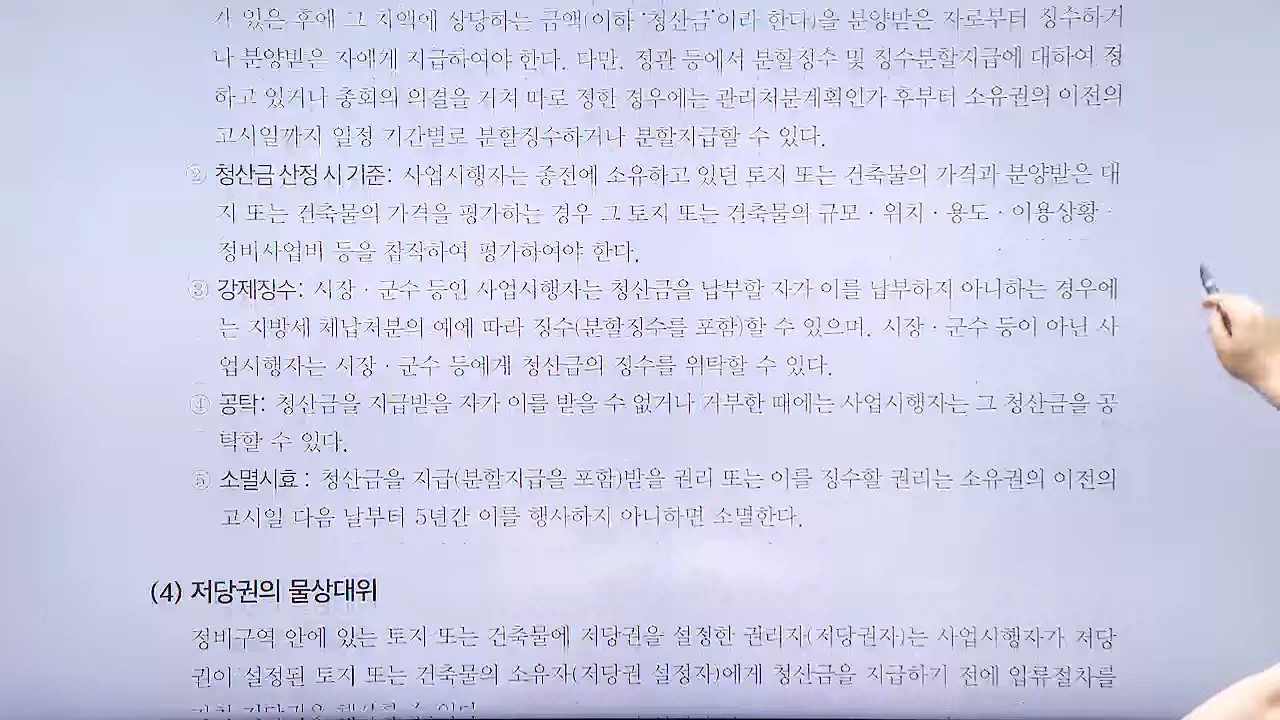 가 있은 후에 그 차액에 상당하는 금액(이하 '청산금'이라 한다)을 분양받은 자로부터 징수하거
나 분양받은 자에게 지급하여야 한다. 다만, 정관 등에서 분할징수 및 징수분할지급에 대하여 정
하고 있거나 총회의 의결을 거쳐 따로 정한 경우에는 관리처분계획인가 후부터 소유권의 이전의
고시일까지 일정 기간별로 분할징수하거나 분할지급할 수 있다.
② 청산금 산정 시 기준: 사업시행자는 종전에 소유하고 있던 토지 또는 건축물의 가격과 분양받은 대
지 또는 건축물의 가격을 평가하는 경우 그 토지 또는 건축물의 규모·위치·용도·이용상황·
정비사업비 등을 참작하여 평가하여야 한다.
③ 강제징수: 시장·군수 등인 사업시행자는 청산금을 납부할 자가 이를 납부하지 아니하는 경우에
는 지방세 체납처분의 예에 따라 징수(분할징수를 포함)할 수 있으며, 시장·군수 등이 아닌 사
업시행자는 시장·군수 등에게 청산금의 징수를 위탁할 수 있다.
④ 공탁: 청산금을 지급받을 자가 이를 받을 수 없거나 거부한 때에는 사업시행자는 그 청산금을 공
탁할 수 있다.
⑤ 소멸시효 : 청산금을 지급(분할지급을 포함)받을 권리 또는 이를 징수할 권리는 소유권의 이전의
고시일 다음 날부터 5년간 이를 행사하지 아니하면 소멸한다.
(4) 저당권의 물상대위
정비구역 안에 있는 토지 또는 건축물에 저당권을 설정한 권리자(저당권자)는 사업시행자가 저당
권이 설정된 토지 또는 건축물의 소유자(저당권 설정자)에게 청산금을 지급하기 전에 압류절차를